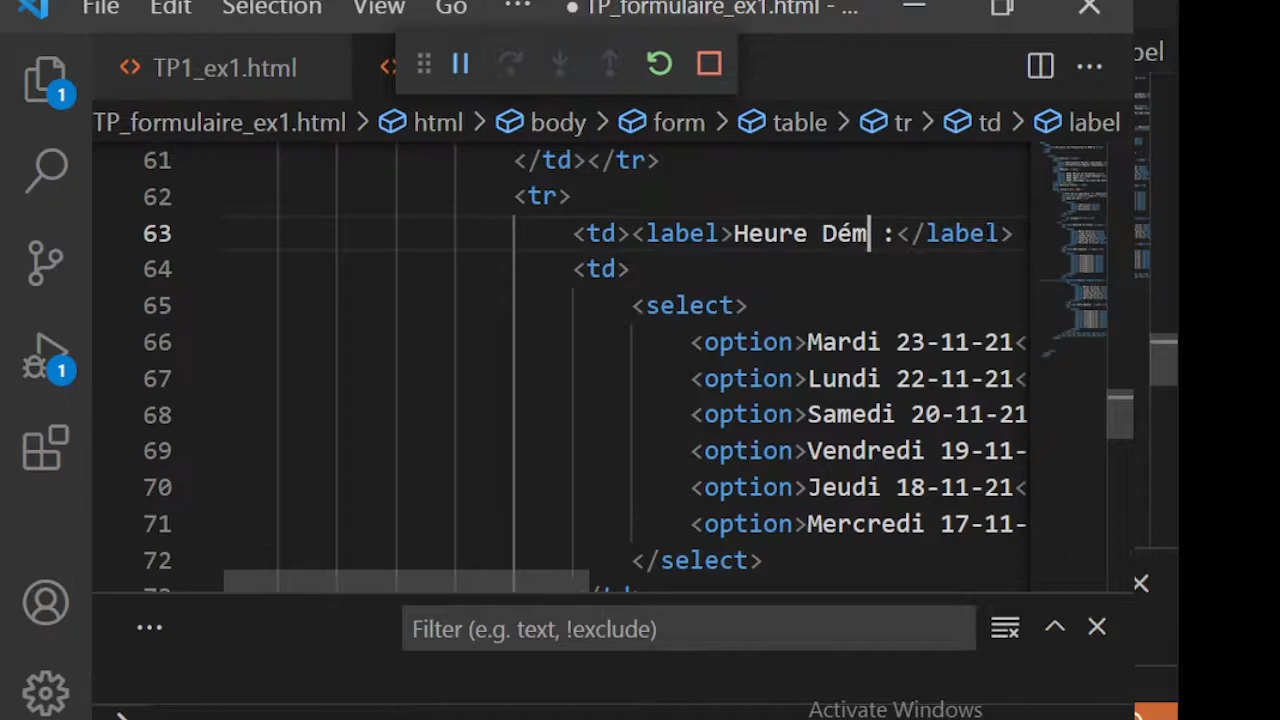 File Edit Selection View Go ··· ● TP_formulaire_ex1.html - ...
TP1_ex1.html
bel
TP_formulaire_ex1.html > html > body > form > table > tr > td > label
61 </td></tr>
62 <tr>
63 <td><label>Heure Dém :</label>
64 <td>
65 <select>
66 <option>Mardi 23-11-21<
67 <option>Lundi 22-11-21<
68 <option>Samedi 20-11-21
69 <option>Vendredi 19-11-
70 <option>Jeudi 18-11-21<
71 <option>Mercredi 17-11-
72 </select>
1
1
Filter (e.g. text, !exclude)
Activate Windows